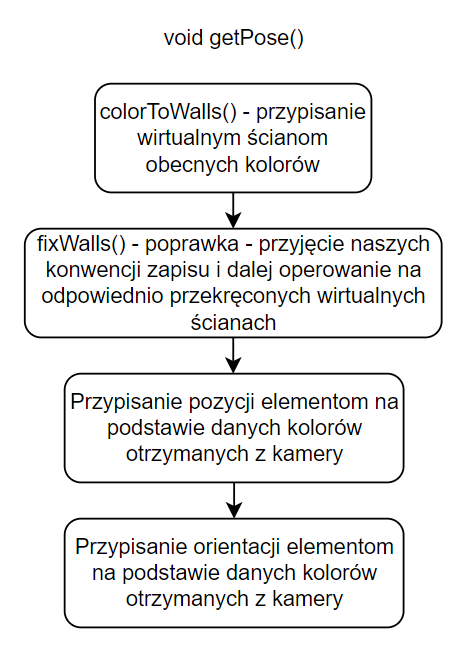 void getPose()
colorToWalls() - przypisanie
wirtualnym ścianom
obecnych kolorów
fixWalls() - poprawka - przyjęcie naszych
konwencji zapisu i dalej operowanie na
odpowiednio przekręconych wirtualnych
ścianach
Przypisanie pozycji elementom na
podstawie danych kolorów
otrzymanych z kamery
Przypisanie orientacji elementom
na podstawie danych kolorów
otrzymanych z kamery